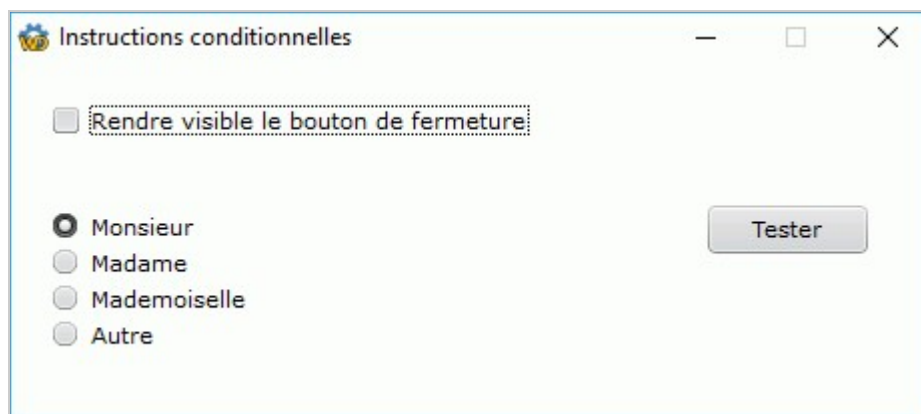 Instructions conditionnelles
Rendre visible le bouton de fermeture
Monsieur
Tester
Madame
Mademoiselle
Autre